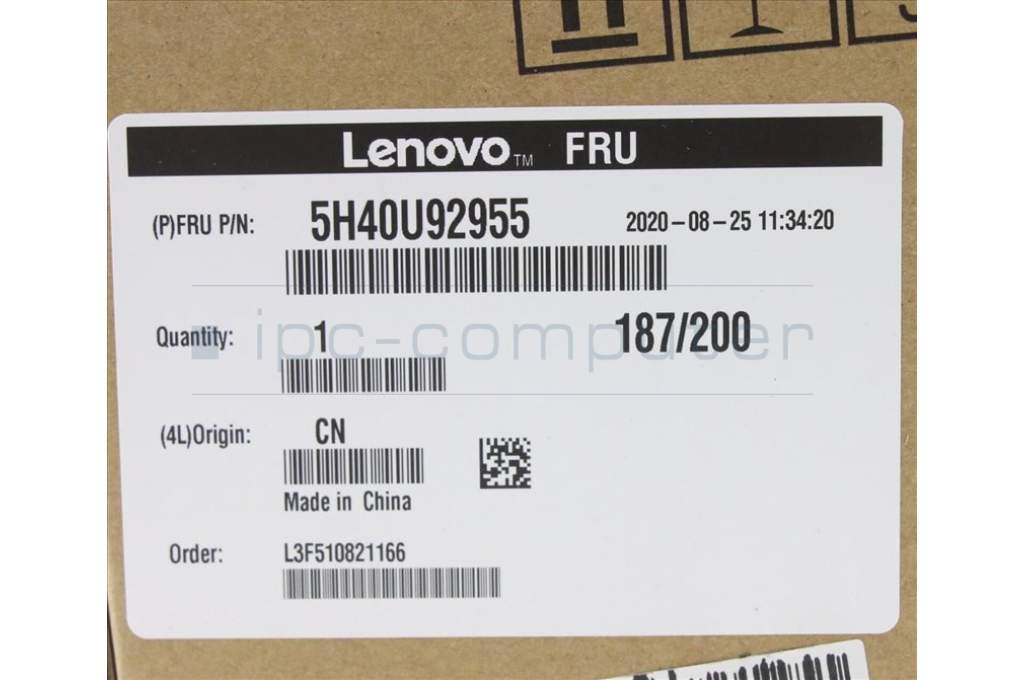 Lenovo™ FRU
(P)FRU P/N: 5H40U92955 2020-08-25 11:34:20
ipc-computer
Quantity: 1 187/200
(4L)Origin: CN
Made in China
Order: L3F510821166